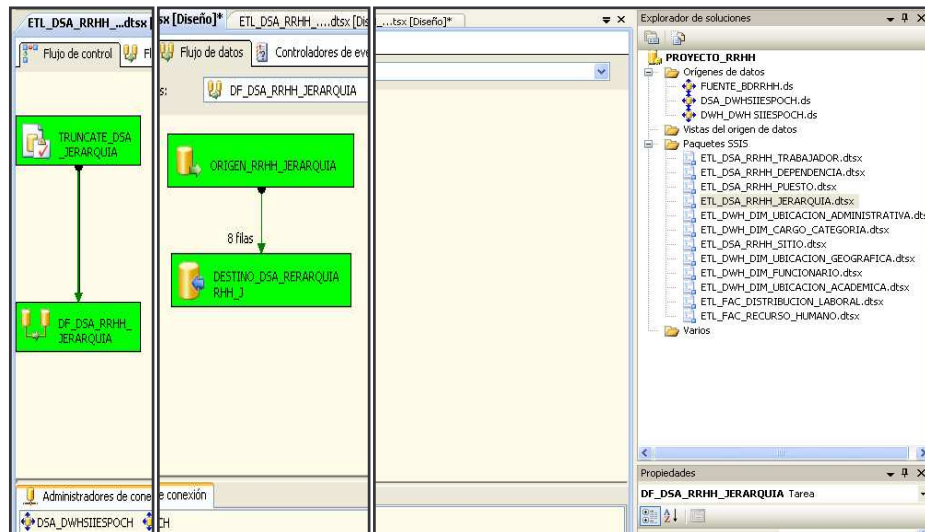 ETL_DSA_RRHH_...dtsx [
Flujo de control
Fl
TRUNCATE_DSA
_JERARQUIA
DF_DSA_RRHH_
JERARQUIA
Administradores de cone
DSA_DWHSIIESPOCH
sx [Diseño]*
ETL_DSA_RRHH_....dtsx [Dis
Flujo de datos
Controladores de eve
s:
DF_DSA_RRHH_JERARQUIA
ORIGEN_RRHH_JERARQUIA
8 filas
DESTINO_DSA_RERARQUIA
RHH_J
e conexión
CH
_...tsx [Diseño]*
Explorador de soluciones
PROYECTO_RRHH
Orígenes de datos
FUENTE_BDRRHH.ds
DSA_DWHSIIESPOCH.ds
DWH_DWH SIIESPOCH.ds
Vistas del origen de datos
Paquetes SSIS
ETL_DSA_RRHH_TRABAJADOR.dtsx
ETL_DSA_RRHH_DEPENDENCIA.dtsx
ETL_DSA_RRHH_PUESTO.dtsx
ETL_DSA_RRHH_JERARQUIA.dtsx
ETL_DWH_DIM_UBICACION_ADMINISTRATIVA.dts
ETL_DWH_DIM_CARGO_CATEGORIA.dtsx
ETL_DSA_RRHH_SITIO.dtsx
ETL_DWH_DIM_UBICACION_GEOGRAFICA.dtsx
ETL_DWH_DIM_FUNCIONARIO.dtsx
ETL_DWH_DIM_UBICACION_ACADEMICA.dtsx
ETL_FAC_DISTRIBUCION_LABORAL.dtsx
ETL_FAC_RECURSO_HUMANO.dtsx
Varios
Propiedades
DF_DSA_RRHH_JERARQUIA Tarea